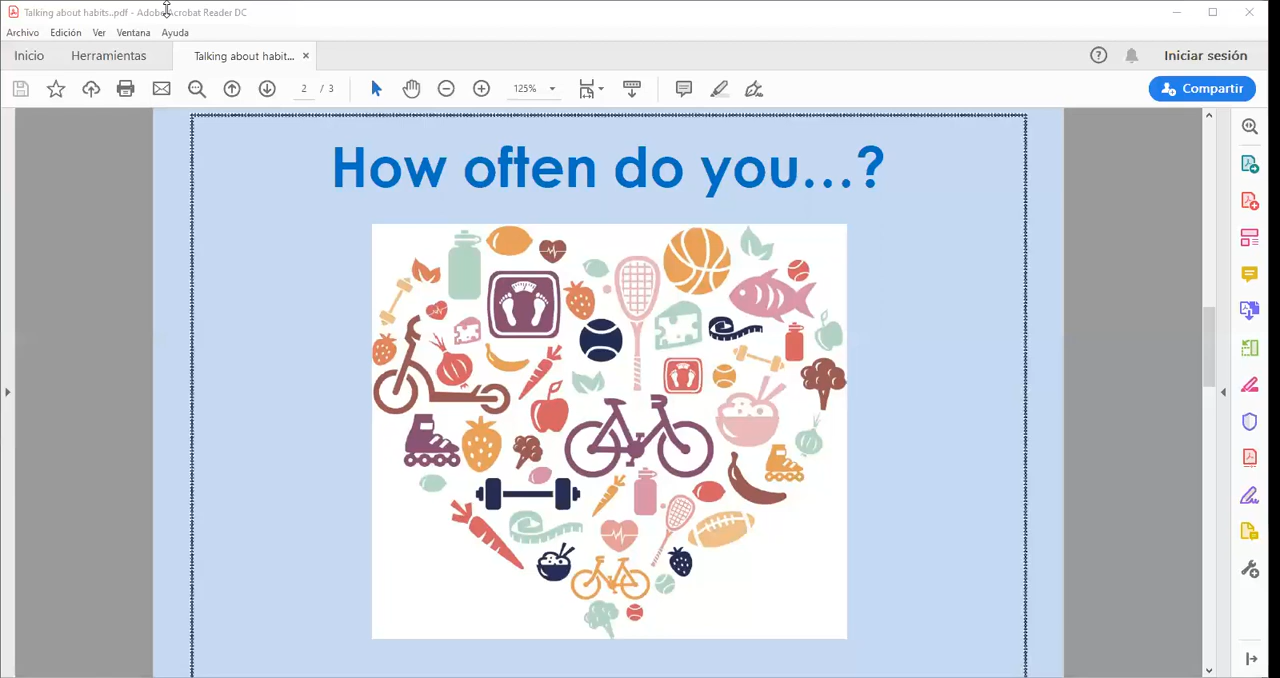 Talking about habits..pdf - Adobe Acrobat Reader DC
Archivo Edición Ver Ventana Ayuda
Inicio Herramientas Talking about habit... ×
Iniciar sesión
2 / 3 125% Compartir
How often do you...?